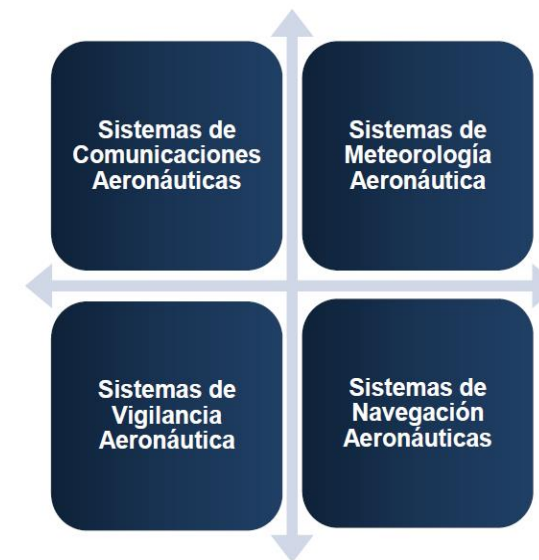 Sistemas de
Comunicaciones
Aeronáuticas
Sistemas de
Meteorología
Aeronáutica
Sistemas de
Vigilancia
Aeronáutica
Sistemas de
Navegación
Aeronáuticas